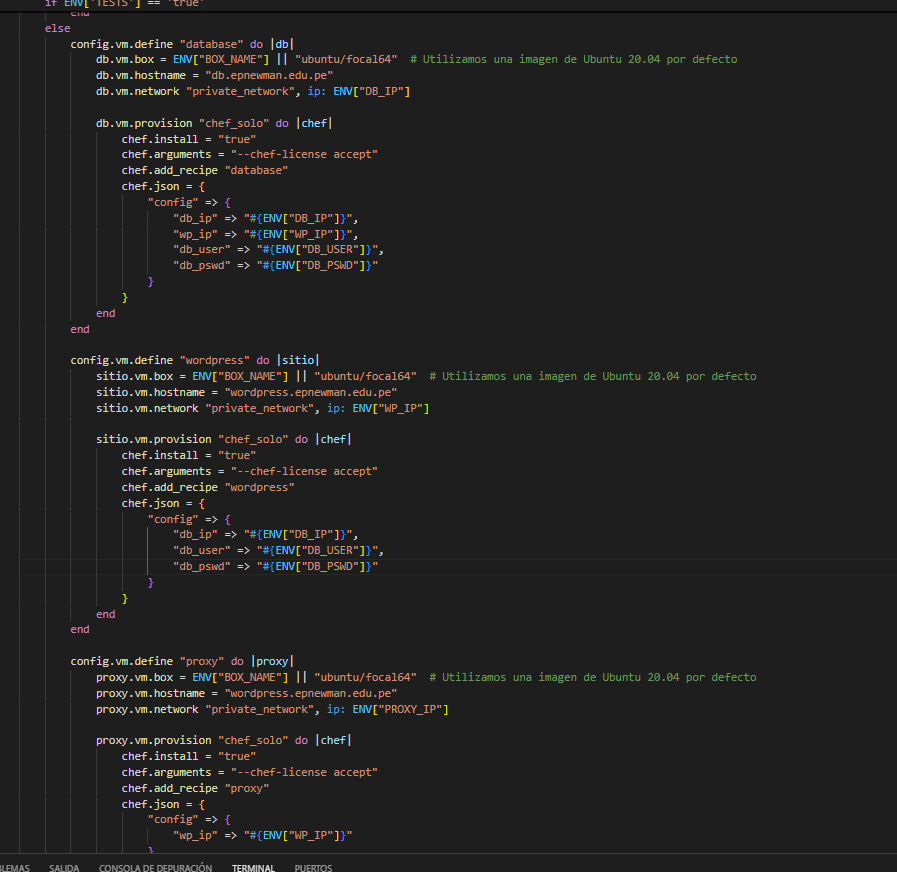 if ENV['TESTS'] == 'true'
end
else
config.vm.define "database" do |db|
db.vm.box = ENV["BOX_NAME"] || "ubuntu/focal64"  # Utilizamos una imagen de Ubuntu 20.04 por defecto
db.vm.hostname = "db.epnewman.edu.pe"
db.vm.network "private_network", ip: ENV["DB_IP"]
db.vm.provision "chef_solo" do |chef|
chef.install = "true"
chef.arguments = "--chef-license accept"
chef.add_recipe "database"
chef.json = {
"config" => {
"db_ip" => "#{ENV["DB_IP"]}",
"wp_ip" => "#{ENV["WP_IP"]}",
"db_user" => "#{ENV["DB_USER"]}",
"db_pswd" => "#{ENV["DB_PSWD"]}"
}
}
end
end
config.vm.define "wordpress" do |sitio|
sitio.vm.box = ENV["BOX_NAME"] || "ubuntu/focal64"  # Utilizamos una imagen de Ubuntu 20.04 por defecto
sitio.vm.hostname = "wordpress.epnewman.edu.pe"
sitio.vm.network "private_network", ip: ENV["WP_IP"]
sitio.vm.provision "chef_solo" do |chef|
chef.install = "true"
chef.arguments = "--chef-license accept"
chef.add_recipe "wordpress"
chef.json = {
"config" => {
"db_ip" => "#{ENV["DB_IP"]}",
"db_user" => "#{ENV["DB_USER"]}",
"db_pswd" => "#{ENV["DB_PSWD"]}"
}
}
end
end
config.vm.define "proxy" do |proxy|
proxy.vm.box = ENV["BOX_NAME"] || "ubuntu/focal64"  # Utilizamos una imagen de Ubuntu 20.04 por defecto
proxy.vm.hostname = "wordpress.epnewman.edu.pe"
proxy.vm.network "private_network", ip: ENV["PROXY_IP"]
proxy.vm.provision "chef_solo" do |chef|
chef.install = "true"
chef.arguments = "--chef-license accept"
chef.add_recipe "proxy"
chef.json = {
"config" => {
"wp_ip" => "#{ENV["WP_IP"]}"
}
BLEMAS SALIDA CONSOLA DE DEPURACIÓN TERMINAL PUERTOS